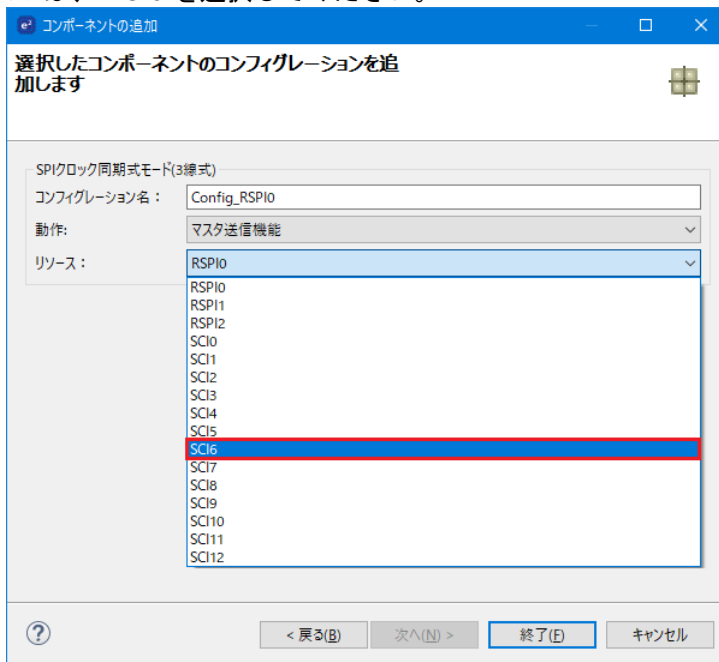 e² コンポーネントの追加
選択したコンポーネントのコンフィグレーションを追
加します
SPIクロック同期式モード(3線式)
コンフィグレーション名： Config_RSPI0
動作: マスタ送信機能
リソース： RSPI0
RSPI0
RSPI1
RSPI2
SCI0
SCI1
SCI2
SCI3
SCI4
SCI5
SCI6
SCI7
SCI8
SCI9
SCI10
SCI11
SCI12
? < 戻る(B) 次へ(N) > 終了(F) キャンセル